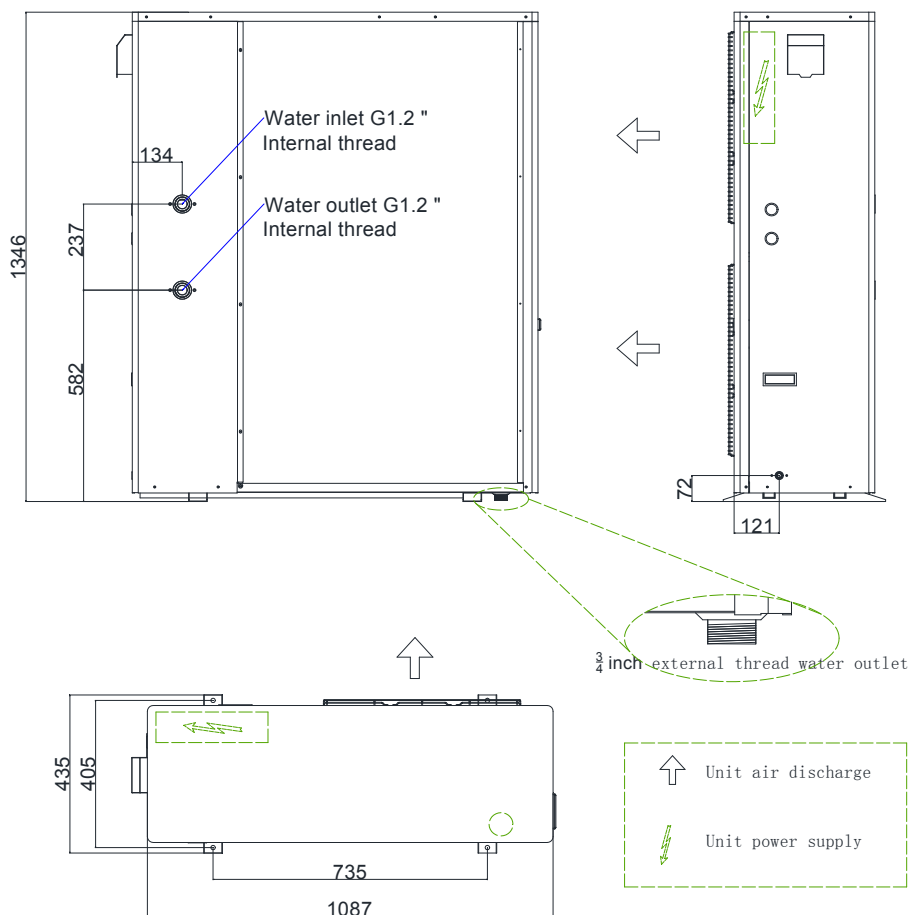 Water inlet G1.2 "
Internal thread
134
Water outlet G1.2 "
Internal thread
237
1346
582
72
121
3/4 inch external thread water outlet
435
405
735
1087
Unit air discharge
Unit power supply